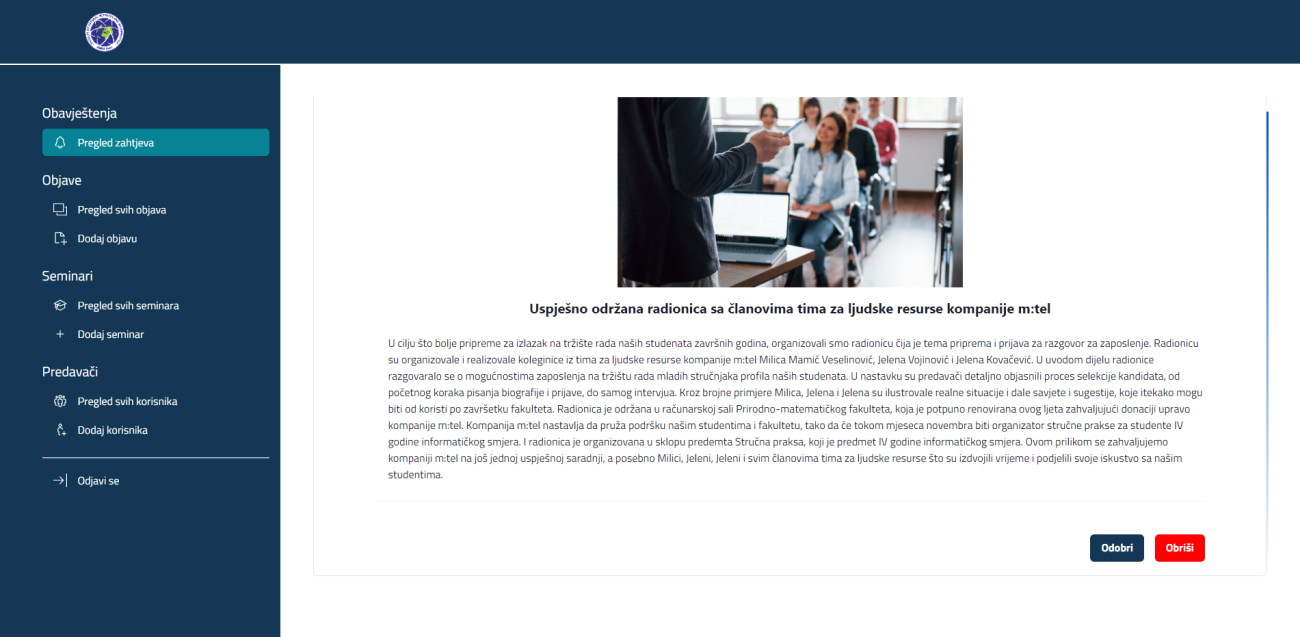 Obavještenja
Pregled zahtjeva
Objave
Pregled svih objava
Dodaj objavu
Seminari
Pregled svih seminara
Dodaj seminar
Predavači
Pregled svih korisnika
Dodaj korisnika
Odjavi se
Uspješno održana radionica sa članovima tima za ljudske resurse kompanije m:tel
U cilju što bolje pripreme za izlazak na tržište rada naših studenata završnih godina, organizovali smo radionicu čija je tema priprema i prijava za razgovor za zaposlenje. Radionicu
su organizovale i realizovale koleginice iz tima za ljudske resurse kompanije m:tel Milica Mamić Veselinović, Jelena Vojinović i Jelena Kovačević. U uvodom dijelu radionice
razgovaralo se o mogućnostima zaposlenja na tržištu rada mladih stručnjaka profila naših studenata. U nastavku su predavači detaljno objasnili proces selekcije kandidata, od
početnog koraka pisanja biografije i prijave, do samog intervjua. Kroz brojne primjere Milica, Jelena i Jelena su ilustrovale realne situacije i dale savjete i sugestije, koje itekako mogu
biti od koristi po završetku fakulteta. Radionica je održana u računarskoj sali Prirodno-matematičkog fakulteta, koja je potpuno renovirana ovog ljeta zahvaljujući donaciji upravo
kompanije m:tel. Kompanija m:tel nastavlja da pruža podršku našim studentima i fakultetu, tako da će tokom mjeseca novembra biti organizator stručne prakse za studente IV
godine informatičkog smjera. I radionica je organizovana u sklopu predemta Stručna praksa, koji je predmet IV godine informatičkog smjera. Ovom prilikom se zahvaljujemo
kompaniji m:tel na još jednoj uspješnoj saradnji, a posebno Milici, Jeleni, Jeleni i svim članovima tima za ljudske resurse što su izdvojili vrijeme i podjelili svoje iskustvo sa našim
studentima.
Odobri
Obriši